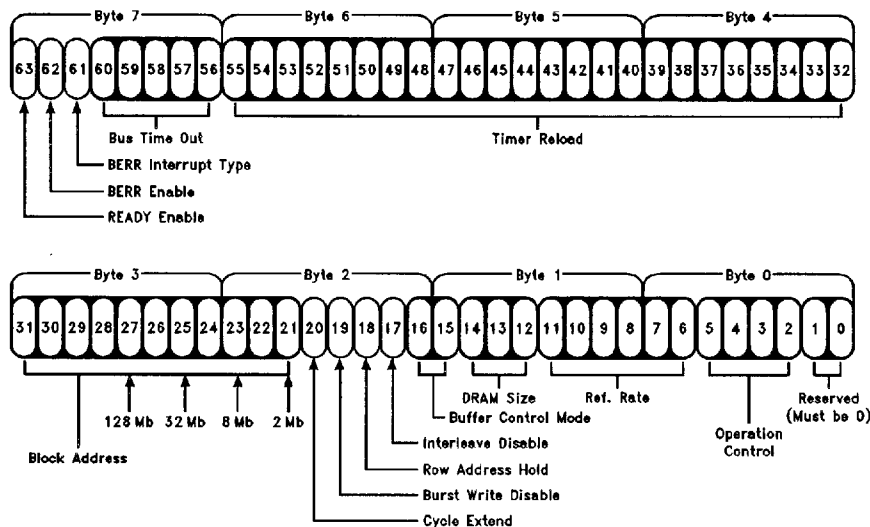 Byte 7 Byte 6 Byte 5 Byte 4
63 62 61 60 59 58 57 56 55 54 53 52 51 50 49 48 47 46 45 44 43 42 41 40 39 38 37 36 35 34 33 32
Bus Time Out Timer Reload
BERR Interrupt Type
BERR Enable
READY Enable
Byte 3 Byte 2 Byte 1 Byte 0
31 30 29 28 27 26 25 24 23 22 21 20 19 18 17 16 15 14 13 12 11 10 9 8 7 6 5 4 3 2 1 0
DRAM Size Ref. Rate Reserved
128 Mb 32 Mb 8 Mb 2 Mb Buffer Control Mode (Must be 0)
Block Address Interleave Disable Operation
Control
Row Address Hold
Burst Write Disable
Cycle Extend